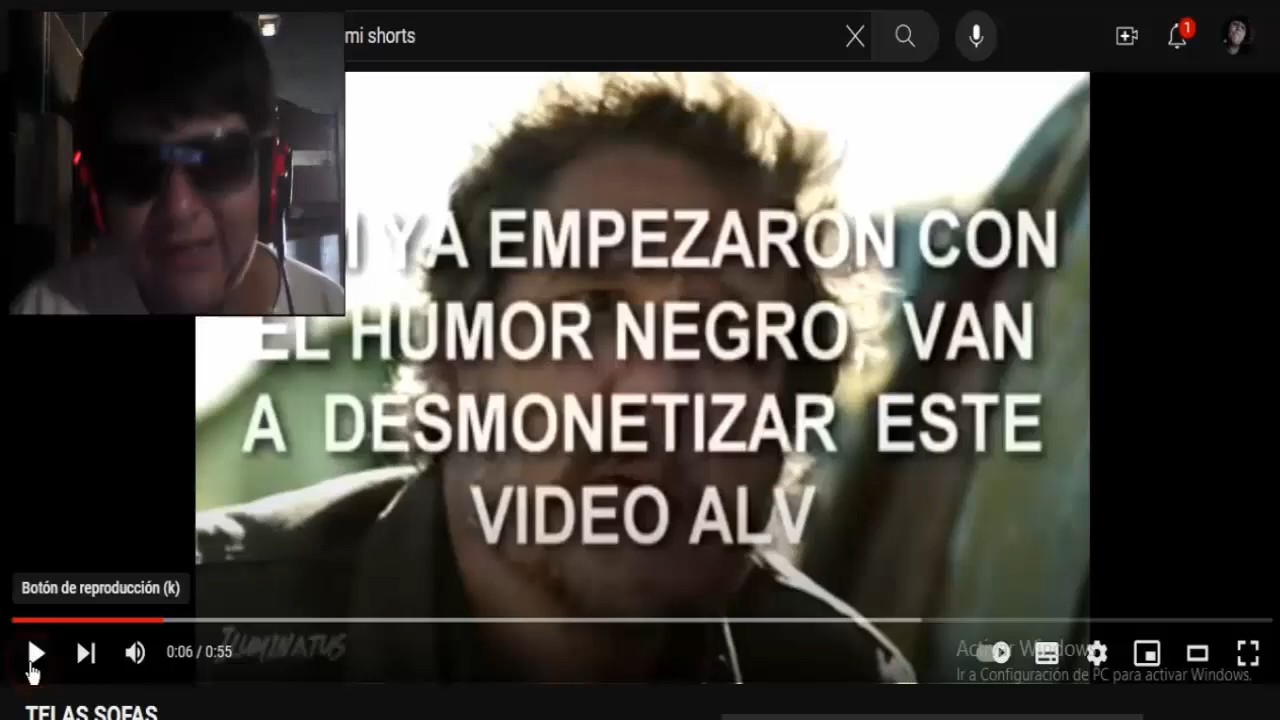 mi shorts
1
I YA EMPEZARON CON
EL HUMOR NEGRO VAN
A DESMONETIZAR ESTE
VIDEO ALV
Botón de reproducción (k)
0:06 / 0:55
ILUMINATUS
Activar Windows
Ir a Configuración de PC para activar Windows.
TELAS SOFAS